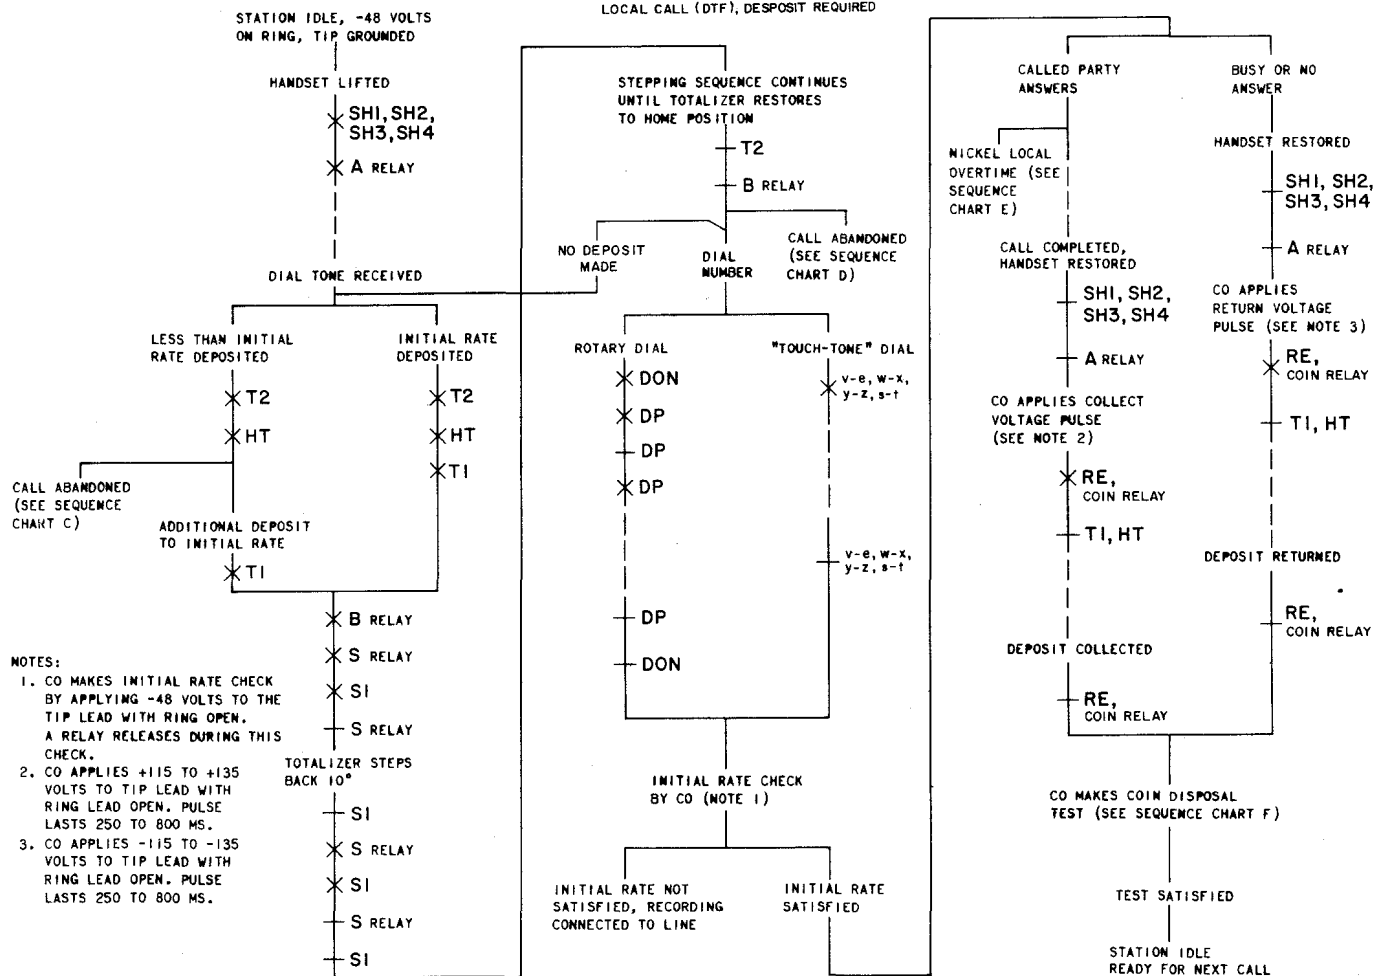 LOCAL CALL (DTF), DESPOSIT REQUIRED
STATION IDLE, -48 VOLTS
ON RING, TIP GROUNDED
HANDSET LIFTED
SH1, SH2,
SH3, SH4
A RELAY
DIAL TONE RECEIVED
LESS THAN INITIAL
RATE DEPOSITED
T2
HT
CALL ABANDONED
(SEE SEQUENCE
CHART C)
ADDITIONAL DEPOSIT
TO INITIAL RATE
T1
INITIAL RATE
DEPOSITED
T2
HT
T1
B RELAY
S RELAY
S1
S RELAY
TOTALIZER STEPS
BACK 10°
S1
S RELAY
S1
S RELAY
S1
NOTES:
1. CO MAKES INITIAL RATE CHECK
BY APPLYING -48 VOLTS TO THE
TIP LEAD WITH RING OPEN.
A RELAY RELEASES DURING THIS
CHECK.
2. CO APPLIES +115 TO +135
VOLTS TO TIP LEAD WITH
RING LEAD OPEN. PULSE
LASTS 250 TO 800 MS.
3. CO APPLIES -115 TO -135
VOLTS TO TIP LEAD WITH
RING LEAD OPEN. PULSE
LASTS 250 TO 800 MS.
STEPPING SEQUENCE CONTINUES
UNTIL TOTALIZER RESTORES
TO HOME POSITION
T2
B RELAY
NO DEPOSIT
MADE
DIAL
NUMBER
CALL ABANDONED
(SEE SEQUENCE
CHART D)
ROTARY DIAL
DON
DP
DP
DP
DP
DON
"TOUCH-TONE" DIAL
v-e, w-x,
y-z, s-t
v-e, w-x,
y-z, s-t
INITIAL RATE CHECK
BY CO (NOTE 1)
INITIAL RATE NOT
SATISFIED, RECORDING
CONNECTED TO LINE
INITIAL RATE
SATISFIED
CALLED PARTY
ANSWERS
NICKEL LOCAL
OVERTIME (SEE
SEQUENCE
CHART E)
CALL COMPLETED,
HANDSET RESTORED
SH1, SH2,
SH3, SH4
A RELAY
CO APPLIES COLLECT
VOLTAGE PULSE
(SEE NOTE 2)
RE,
COIN RELAY
T1, HT
DEPOSIT COLLECTED
RE,
COIN RELAY
BUSY OR NO
ANSWER
HANDSET RESTORED
SH1, SH2,
SH3, SH4
A RELAY
CO APPLIES
RETURN VOLTAGE
PULSE (SEE NOTE 3)
RE,
COIN RELAY
T1, HT
DEPOSIT RETURNED
RE,
COIN RELAY
CO MAKES COIN DISPOSAL
TEST (SEE SEQUENCE CHART F)
TEST SATISFIED
STATION IDLE
READY FOR NEXT CALL